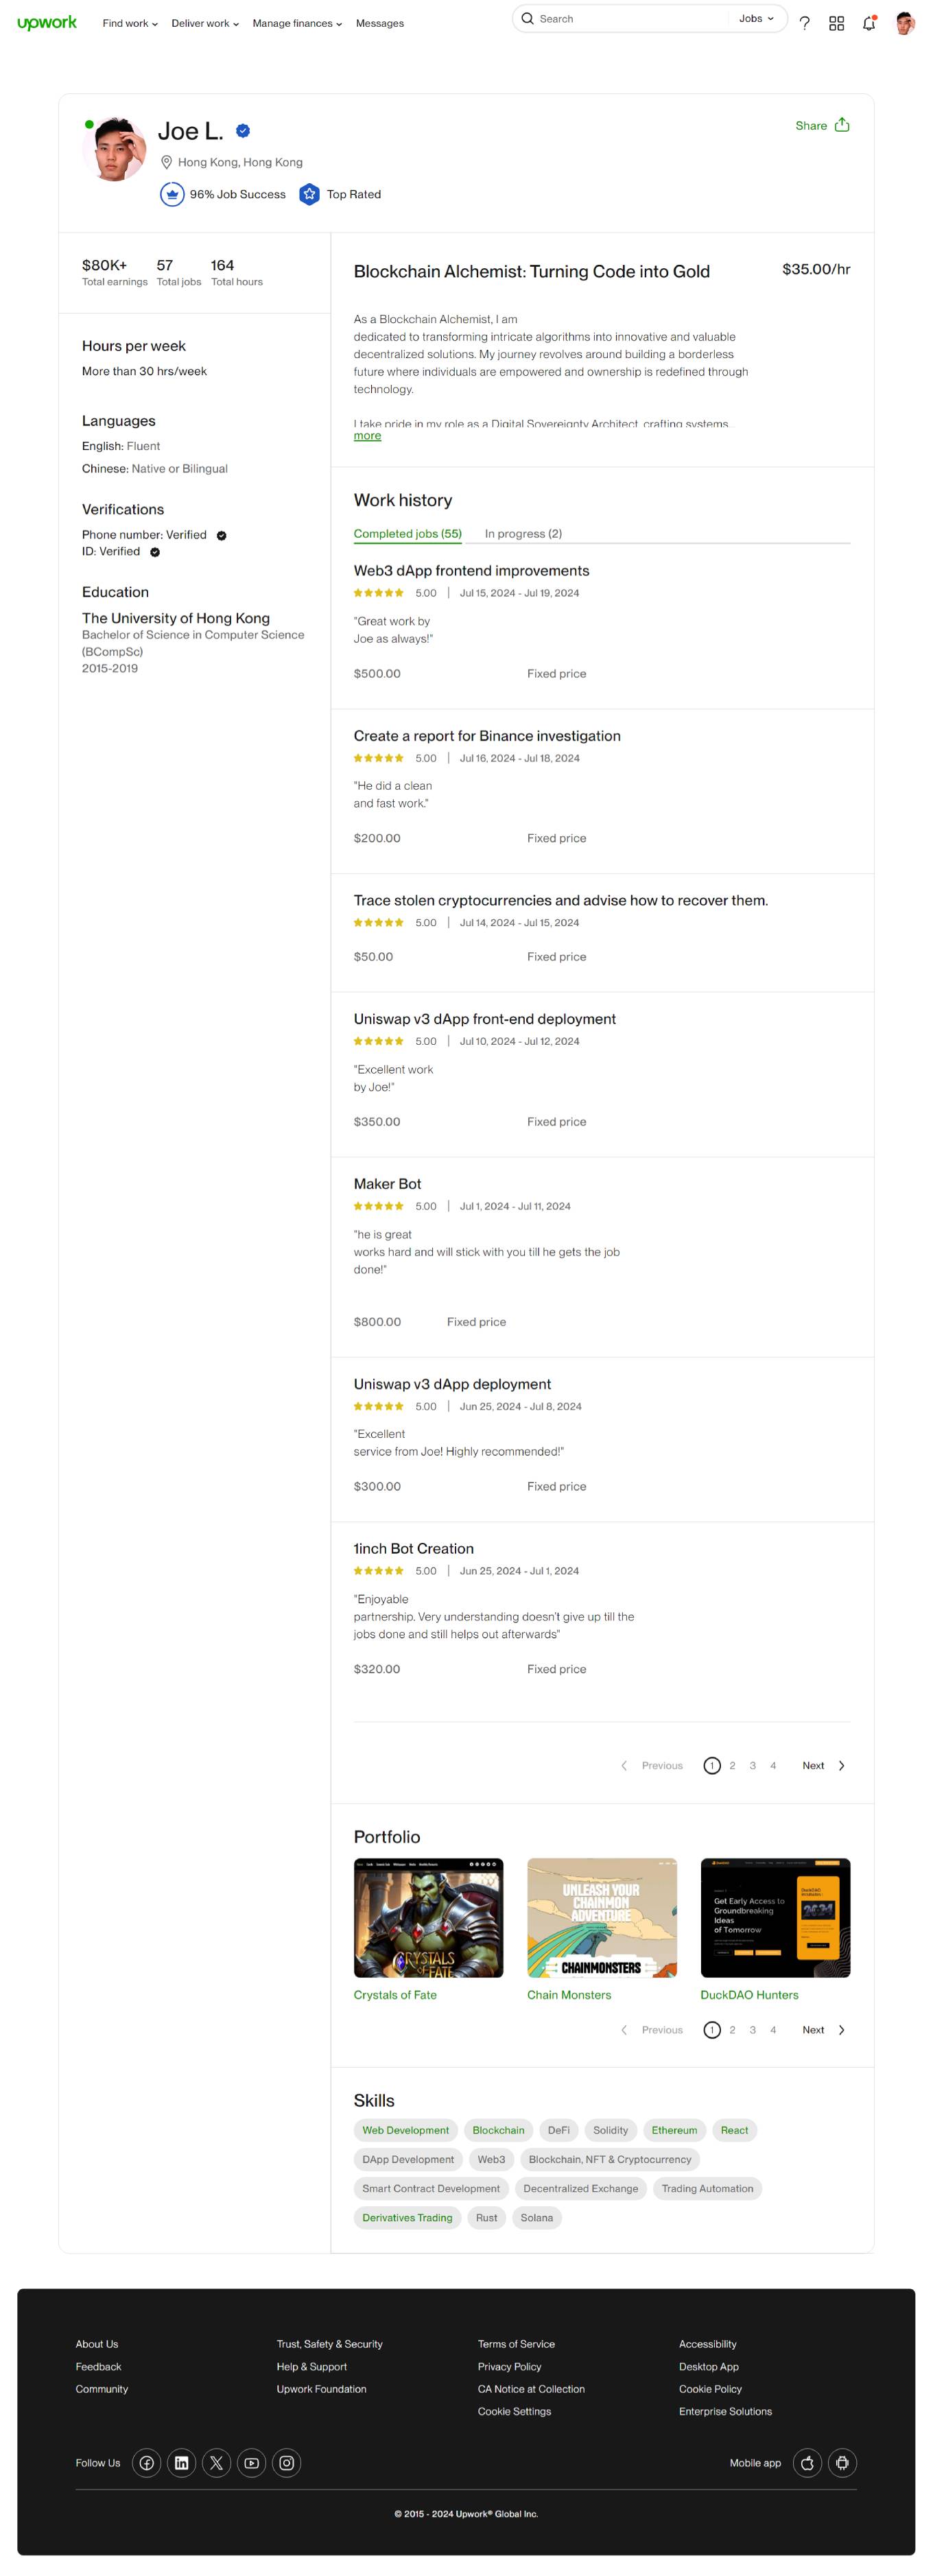 upwork
Find work
Deliver work
Manage finances
Messages
Search
Jobs
Joe L.
Hong Kong, Hong Kong
96% Job Success
Top Rated
Share
$80K+
57
164
Total earnings
Total jobs
Total hours
Hours per week
More than 30 hrs/week
Languages
English: Fluent
Chinese: Native or Bilingual
Verifications
Phone number: Verified
ID: Verified
Education
The University of Hong Kong
Bachelor of Science in Computer Science
(BCompSc)
2015-2019
Blockchain Alchemist: Turning Code into Gold
$35.00/hr
As a Blockchain Alchemist, I am
dedicated to transforming intricate algorithms into innovative and valuable
decentralized solutions. My journey revolves around building a borderless
future where individuals are empowered and ownership is redefined through
technology.
I take pride in my role as a Digital Sovereignty Architect, crafting systems
more
Work history
Completed jobs (55)
In progress (2)
Web3 dApp frontend improvements
5.00 | Jul 15, 2024 - Jul 19, 2024
"Great work by
Joe as always!"
$500.00
Fixed price
Create a report for Binance investigation
5.00 | Jul 16, 2024 - Jul 18, 2024
"He did a clean
and fast work."
$200.00
Fixed price
Trace stolen cryptocurrencies and advise how to recover them.
5.00 | Jul 14, 2024 - Jul 15, 2024
$50.00
Fixed price
Uniswap v3 dApp front-end deployment
5.00 | Jul 10, 2024 - Jul 12, 2024
"Excellent work
by Joe!"
$350.00
Fixed price
Maker Bot
5.00 | Jul 1, 2024 - Jul 11, 2024
"he is great
works hard and will stick with you till he gets the job
done!"
$800.00
Fixed price
Uniswap v3 dApp deployment
5.00 | Jun 25, 2024 - Jul 8, 2024
"Excellent
service from Joe! Highly recommended!"
$300.00
Fixed price
1inch Bot Creation
5.00 | Jun 25, 2024 - Jul 1, 2024
"Enjoyable
partnership. Very understanding doesn't give up till the
jobs done and still helps out afterwards"
$320.00
Fixed price
Previous
1
2
3
4
Next
Portfolio
CRYSTALS
OF FATE
UNLEASH YOUR
CHAINMON
ADVENTURE
CHAINMONSTERS
Get Early Access to
Groundbreaking
Ideas
of Tomorrow
Crystals of Fate
Chain Monsters
DuckDAO Hunters
Previous
1
2
3
4
Next
Skills
Web Development
Blockchain
DeFi
Solidity
Ethereum
React
DApp Development
Web3
Blockchain, NFT & Cryptocurrency
Smart Contract Development
Decentralized Exchange
Trading Automation
Derivatives Trading
Rust
Solana
About Us
Trust, Safety & Security
Terms of Service
Accessibility
Feedback
Help & Support
Privacy Policy
Desktop App
Community
Upwork Foundation
CA Notice at Collection
Cookie Policy
Cookie Settings
Enterprise Solutions
Follow Us
Mobile app
© 2015 - 2024 Upwork® Global Inc.